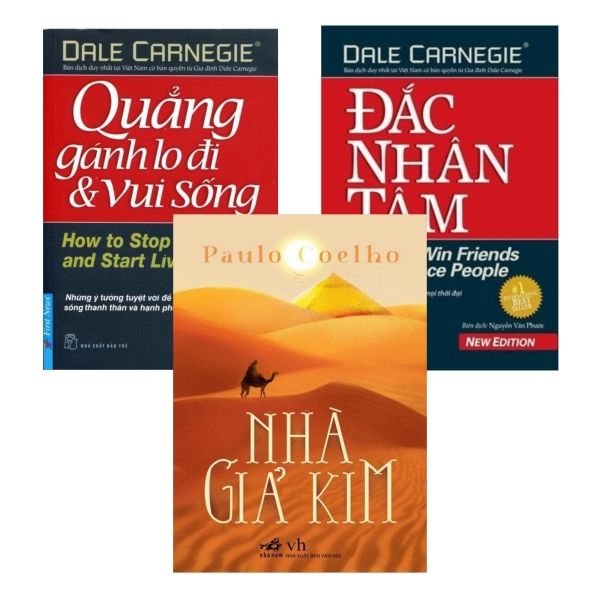 DALE CARNEGIE®
Bản dịch duy nhất tại Việt Nam có bản quyền từ Gia đình Dale Carnegie
Quẳng
gánh lo đi
& vui sống
How to Stop
and Start Liv
Những ý tưởng tuyệt vời để
sống thanh thản và hạnh ph
First News
NHÀ XUẤT BẢN TRẺ
DALE CARNEGIE®
Bản dịch duy nhất tại Việt Nam có bản quyền từ Gia đình Dale Carnegie
ĐẮC
NHÂN
TÂM
Win Friends
ce People
mọi thời đại
#1
BEST
SELLER
Biên dịch: Nguyễn Văn Phước
NEW EDITION
Paulo Coelho
NHÀ
GIẢ KIM
nhã nam
vh
NHÀ XUẤT BẢN VĂN HỌC